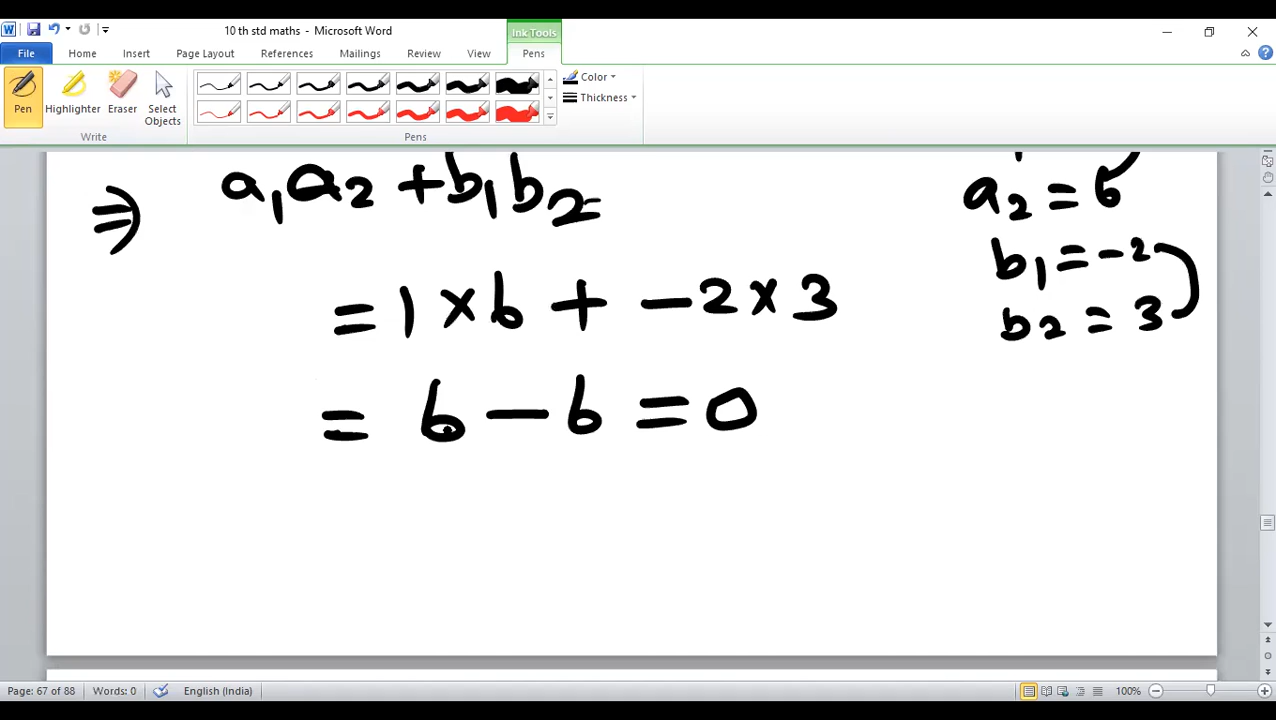 10 th std maths - Microsoft Word
Ink Tools
File Home Insert Page Layout References Mailings Review View Pens
Pen Highlighter Eraser Select Objects
Color
Thickness
Write Pens
⇒ a₁a₂ + b₁b₂ =
= 1 × 6 + -2 × 3
= 6 - 6 = 0
a₂ = 6
b₁ = -2
b₂ = 3
Page: 67 of 88 Words: 0 English (India) 100%